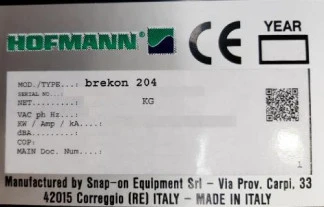 HOFMANN®
CE
YEAR
MOD./TYPE...: brekon 204
SERIAL NO...:
NET.........: KG
VAC ph Hz...:
KW / Amp / kA....:
dBA.........:
COP:
MAIN Doc. Num....:
1
Manufactured by Snap-on Equipment Srl - Via Prov. Carpi. 33
42015 Correggio (RE) ITALY - MADE IN ITALY